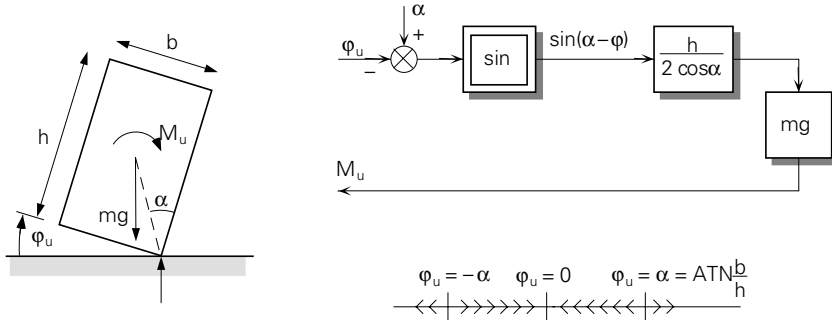 b
h
M_u
α
mg
φ_u
α
φ_u
+
−
sin
sin(α−φ)
h
2 cosα
mg
M_u
φ_u = −α φ_u = 0 φ_u = α = ATN b/h